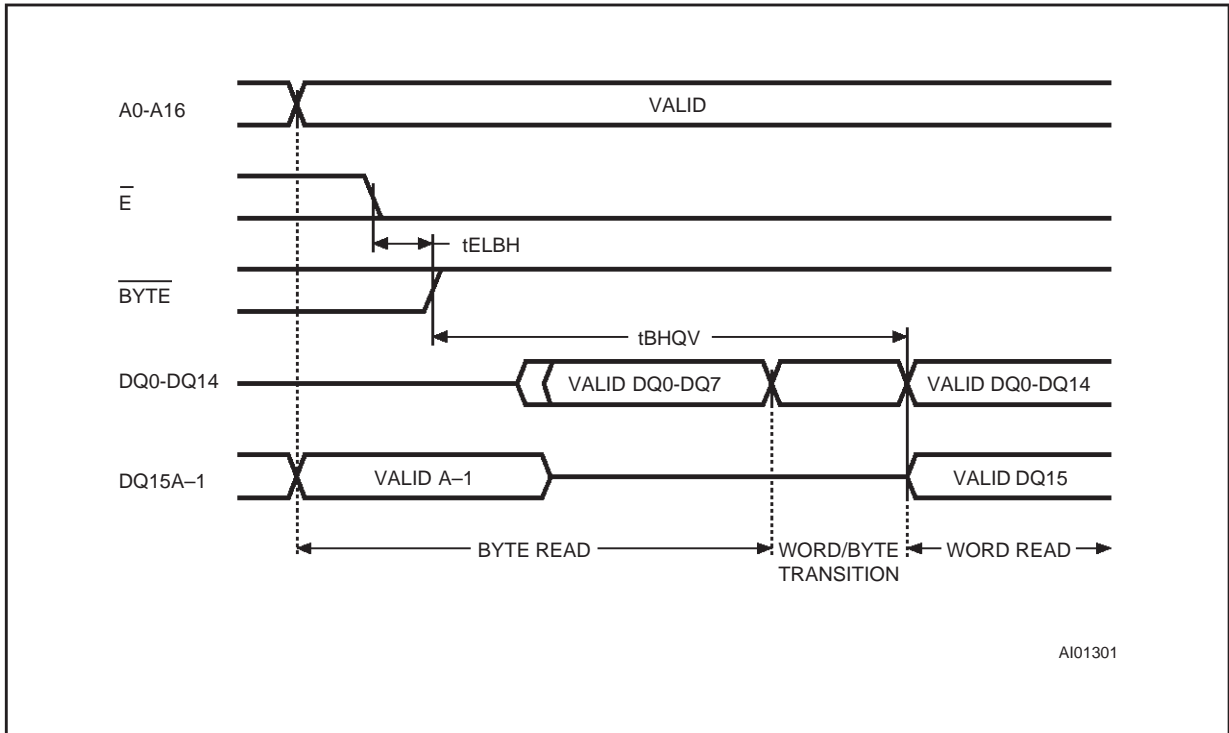 A0-A16
VALID
E
tELBH
BYTE
tBHQV
DQ0-DQ14
VALID DQ0-DQ7
VALID DQ0-DQ14
DQ15A–1
VALID A–1
VALID DQ15
BYTE READ
WORD/BYTE
TRANSITION
WORD READ
AI01301